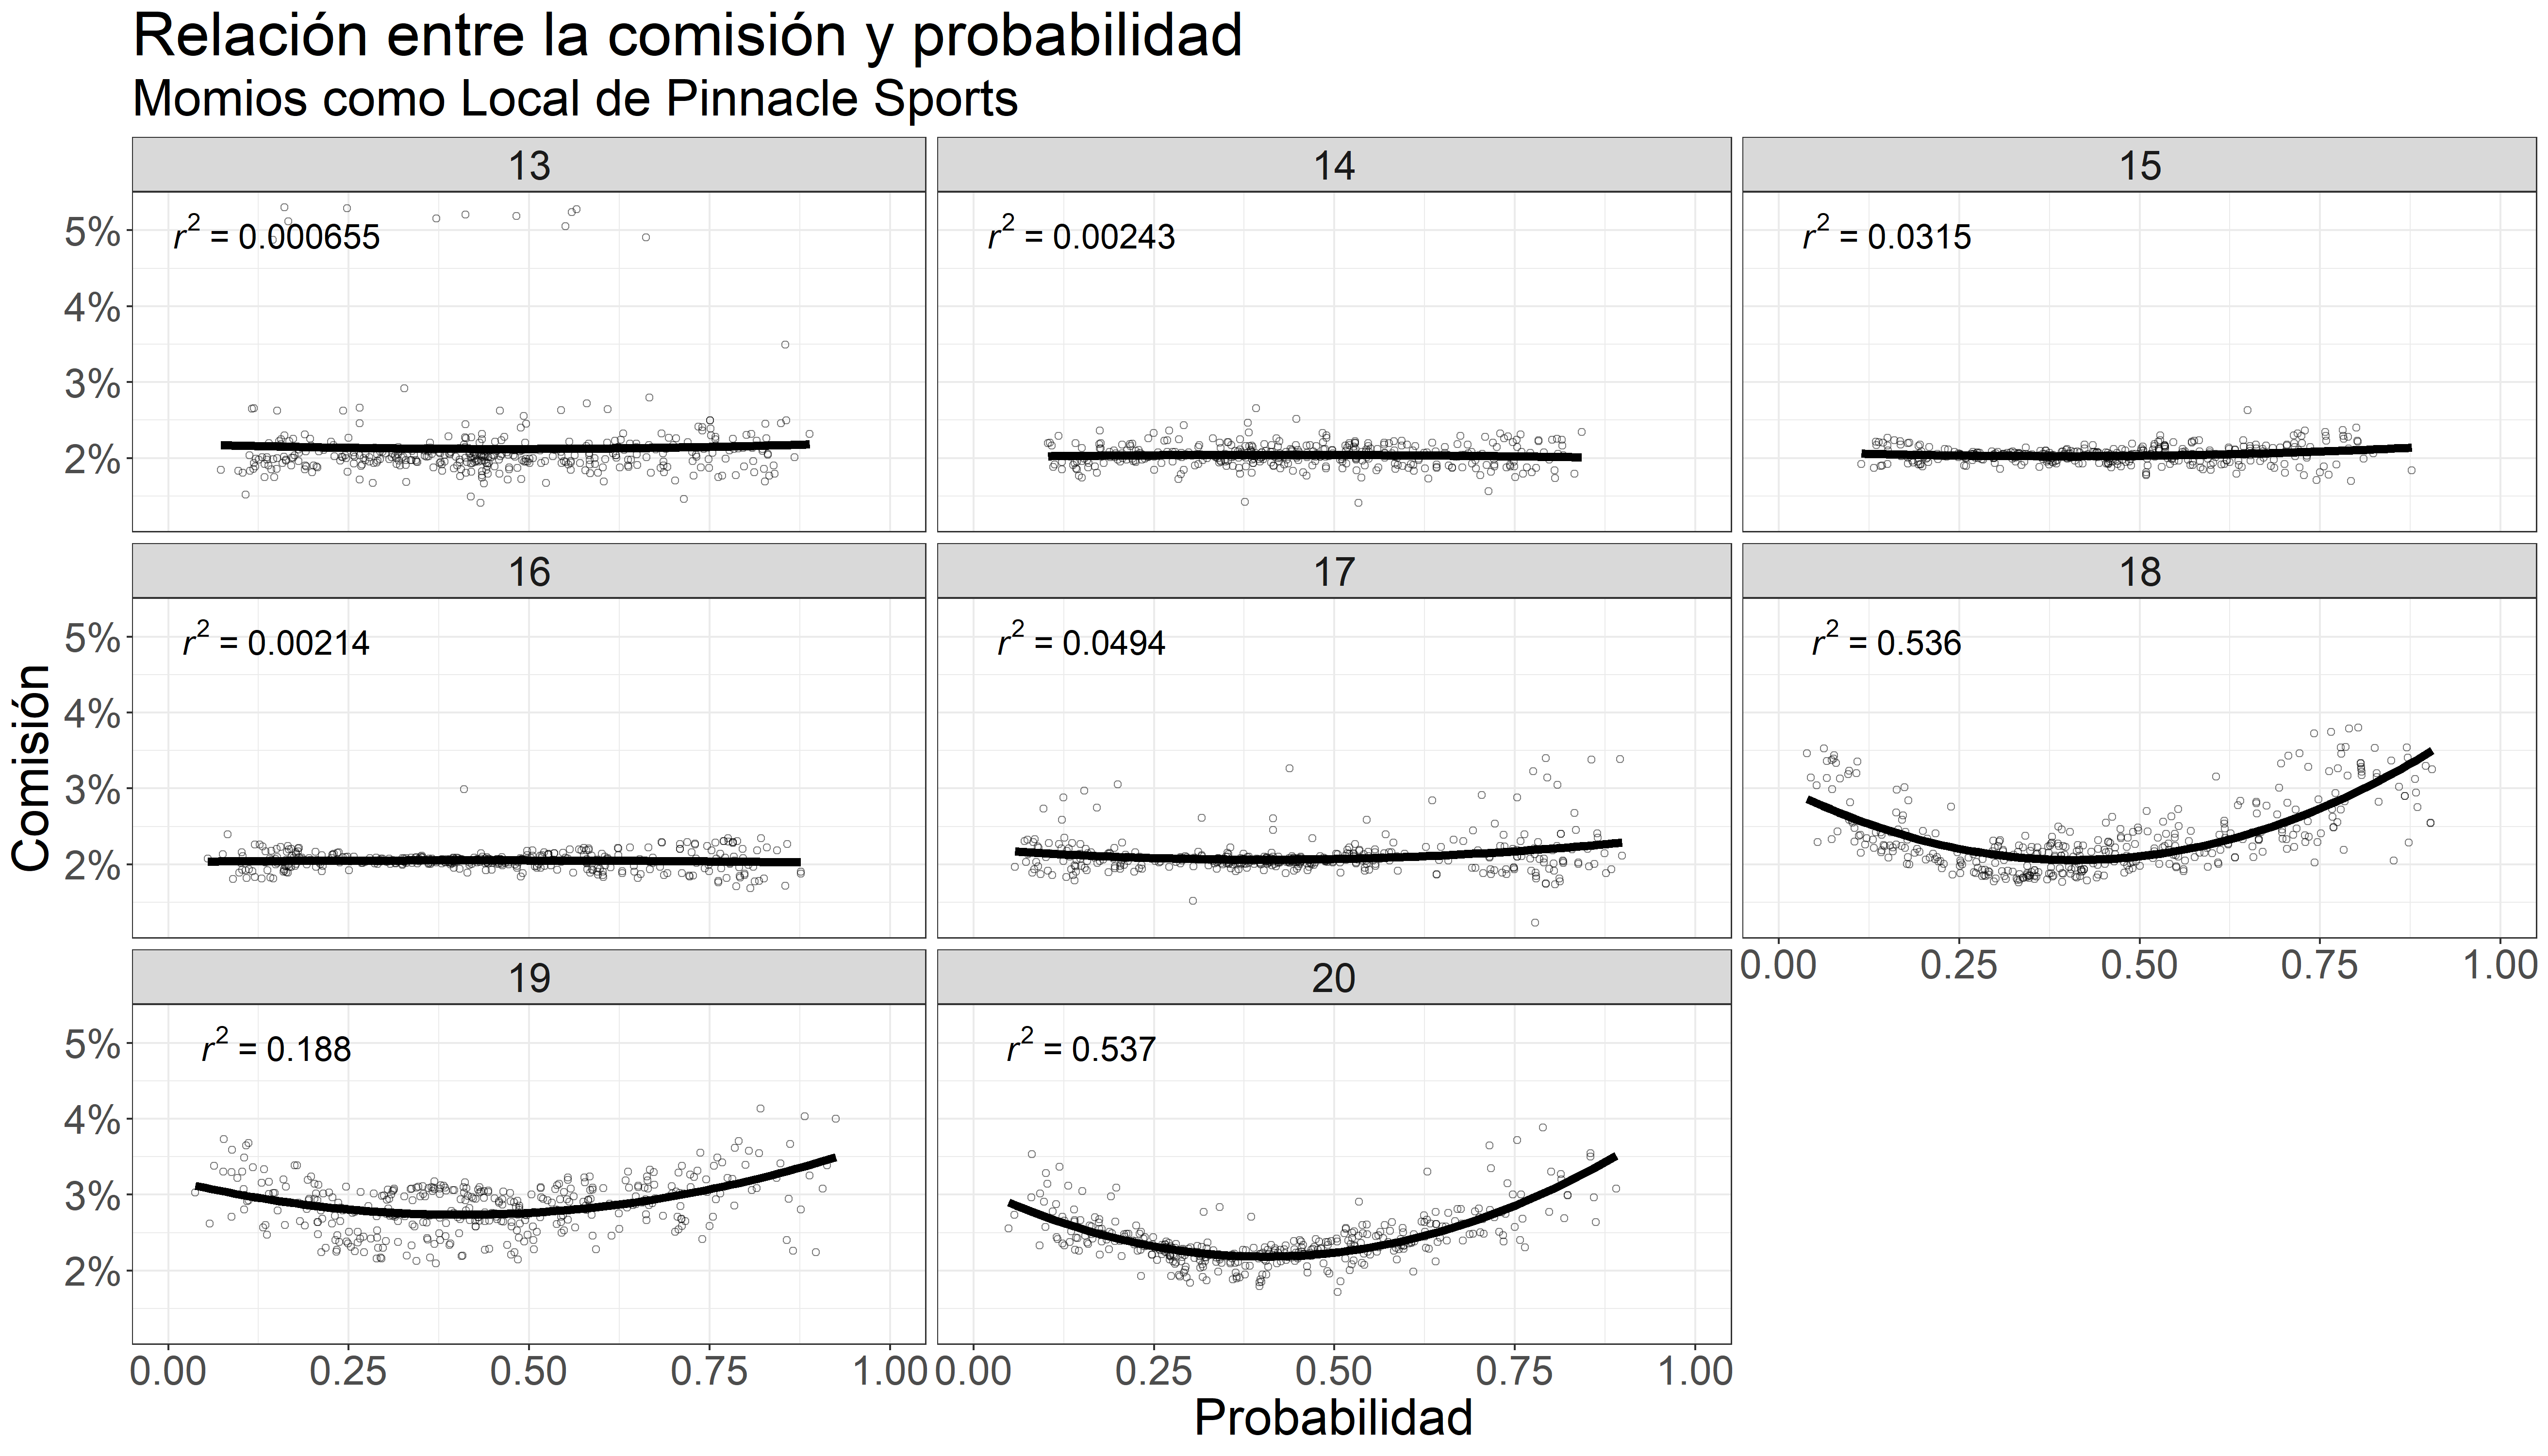 Relación entre la comisión y probabilidad
Momios como Local de Pinnacle Sports
13 14 15
5%
4%
3%
2%
r² = 0.000655
r² = 0.00243
r² = 0.0315
16 17 18
5%
4%
3%
2%
r² = 0.00214
r² = 0.0494
r² = 0.536
0.00 0.25 0.50 0.75 1.00
19 20
5%
4%
3%
2%
r² = 0.188
r² = 0.537
0.00 0.25 0.50 0.75 1.00
0.00 0.25 0.50 0.75 1.00
Comisión
Probabilidad